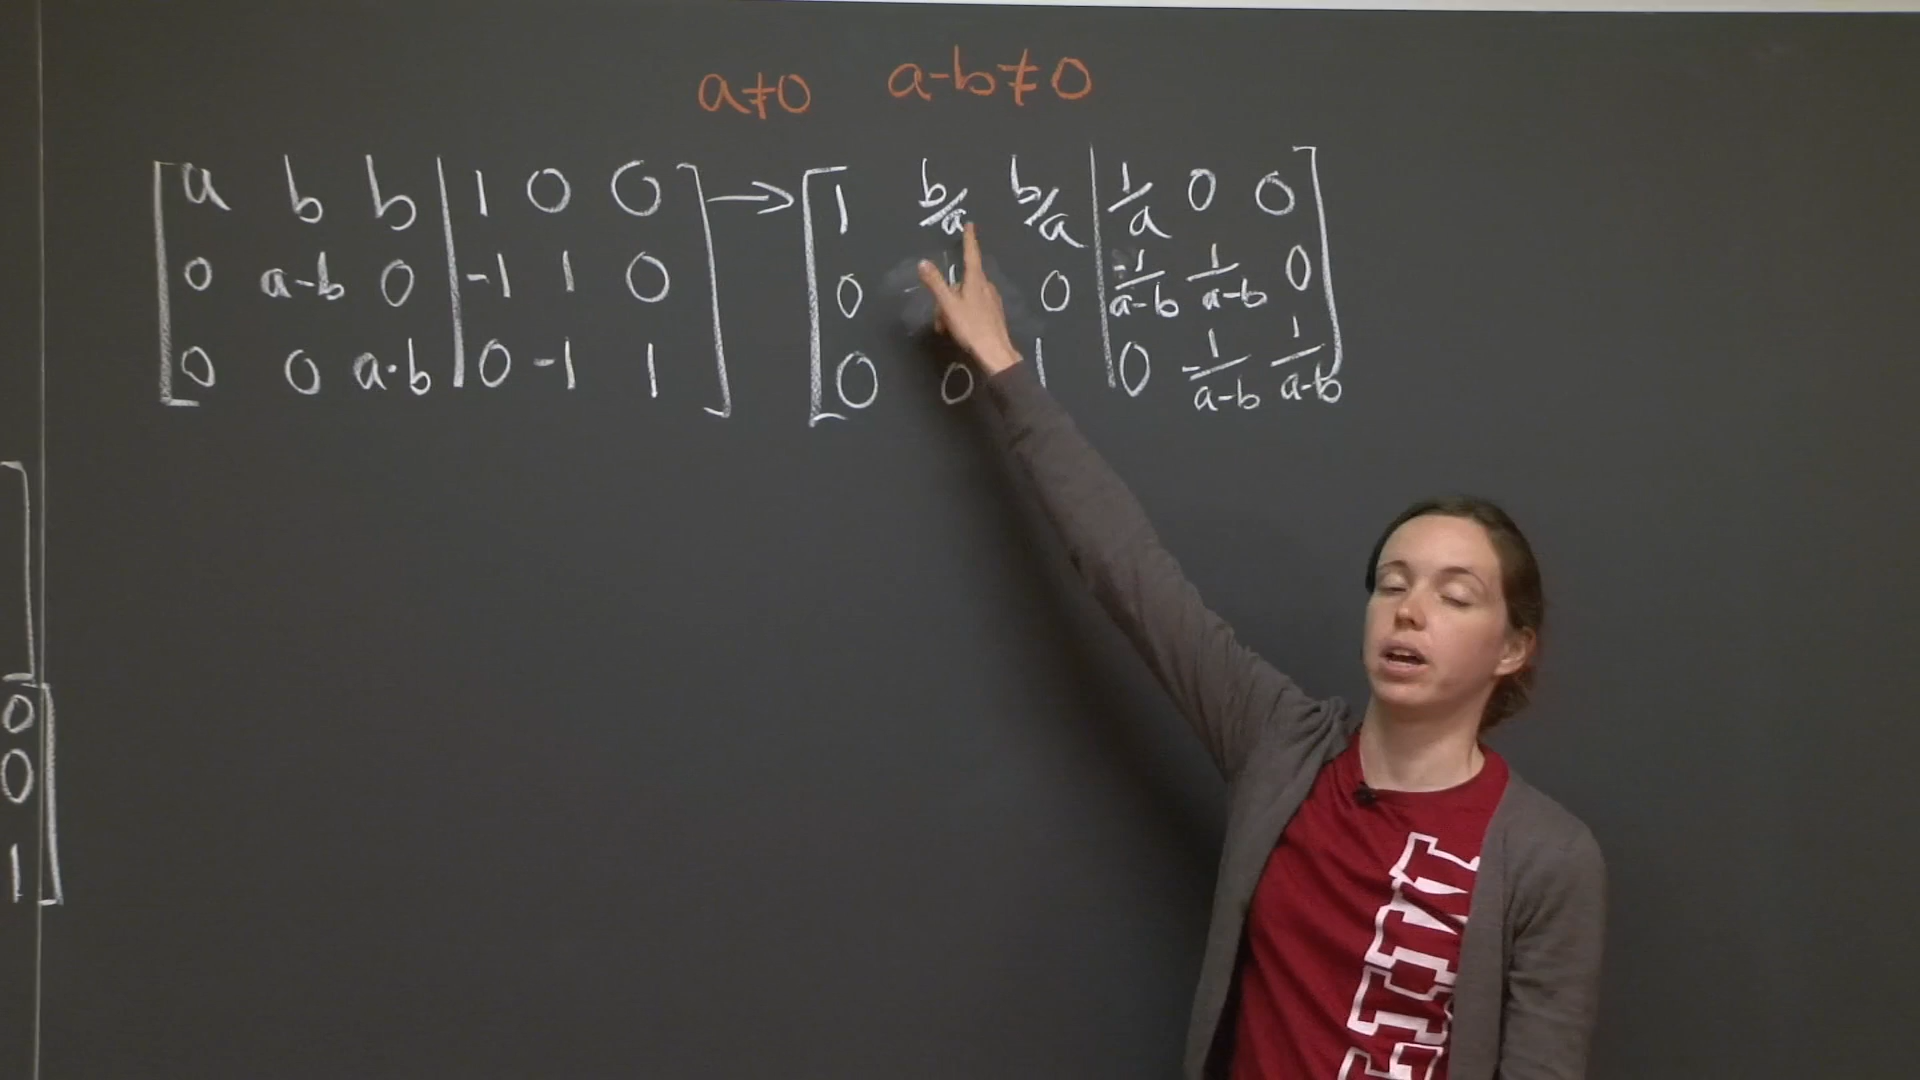 a≠0 a-b≠0
[a b b | 1 0 0] → [1 b/a b/a | 1/a 0 0]
[0 a-b 0 | -1 1 0] [0 1 0 | -1/a-b 1/a-b 0]
[0 0 a-b | 0 -1 1] [0 0 1 | 0 -1/a-b 1/a-b]
0
0
1